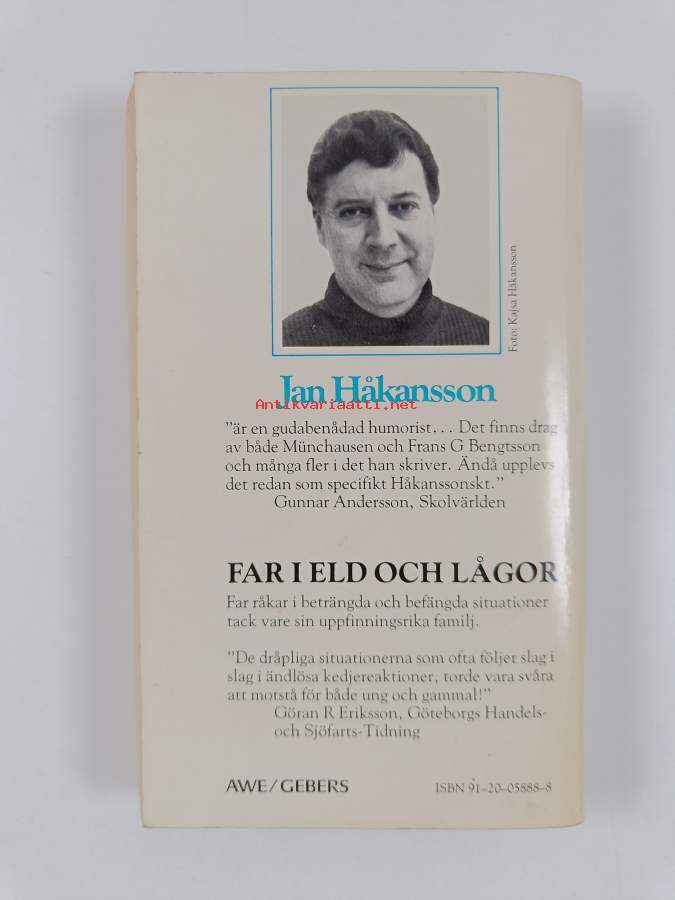 Foto: Kajsa Håkansson
Jan Håkansson
Antikvariaatti.net
"är en gudabenådad humorist... Det finns drag
av både Münchausen och Frans G Bengtsson
och många fler i det han skriver. Ändå upplevs
det redan som specifikt Håkanssonskt."
Gunnar Andersson, Skolvärlden
FAR I ELD OCH LÅGOR
Far råkar i beträngda och befängda situationer
tack vare sin uppfinningsrika familj.
"De dråpliga situationerna som ofta följer slag i
slag i ändlösa kedjereaktioner, torde vara svåra
att motstå för både ung och gammal!"
Göran R Eriksson, Göteborgs Handels-
och Sjöfarts-Tidning
AWE/GEBERS
ISBN 91-20-05888-8